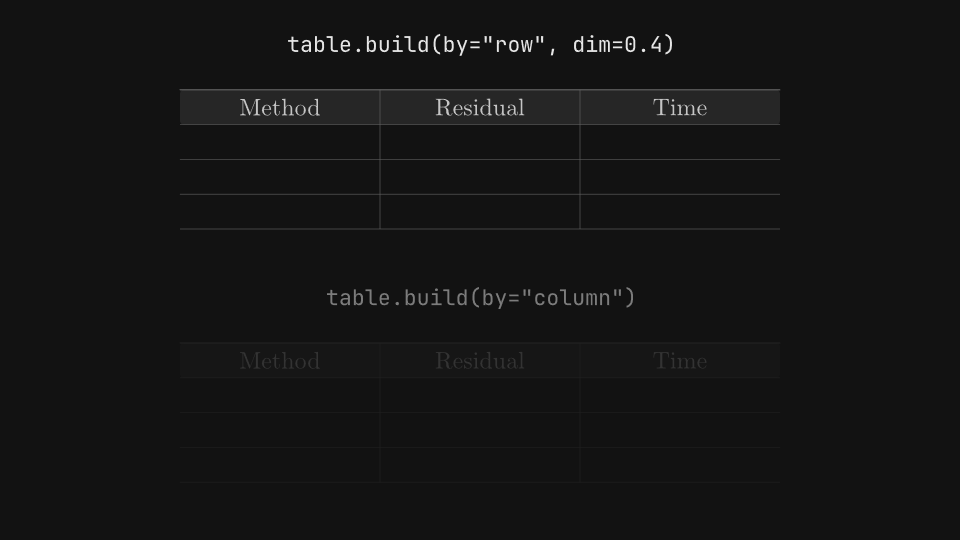 table.build(by="row", dim=0.4)
Method Residual Time
table.build(by="column")
Method Residual Time